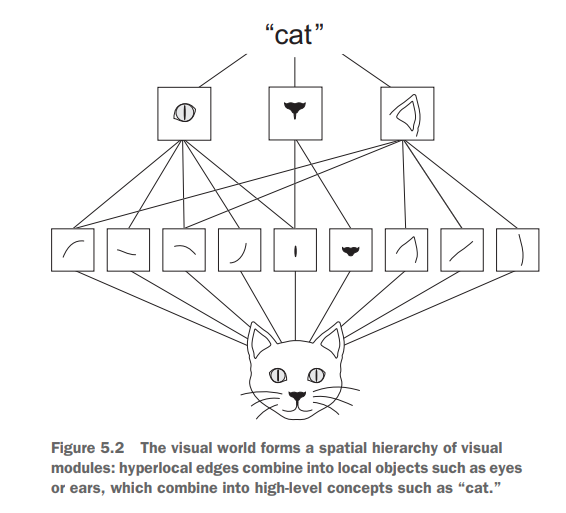 “cat”
Figure 5.2 The visual world forms a spatial hierarchy of visual
modules: hyperlocal edges combine into local objects such as eyes
or ears, which combine into high-level concepts such as “cat.”